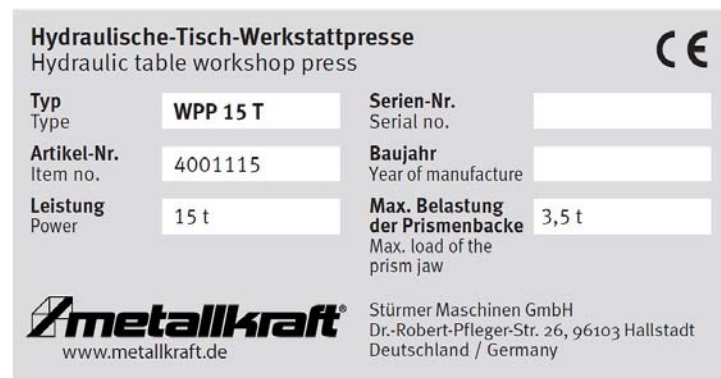 Hydraulische-Tisch-Werkstattpresse
Hydraulic table workshop press
CE
Typ
Type
WPP 15 T
Serien-Nr.
Serial no.
Artikel-Nr.
Item no.
4001115
Baujahr
Year of manufacture
Leistung
Power
15 t
Max. Belastung
der Prismenbacke
Max. load of the
prism jaw
3,5 t
metallkraft®
www.metallkraft.de
Stürmer Maschinen GmbH
Dr.-Robert-Pfleger-Str. 26, 96103 Hallstadt
Deutschland / Germany